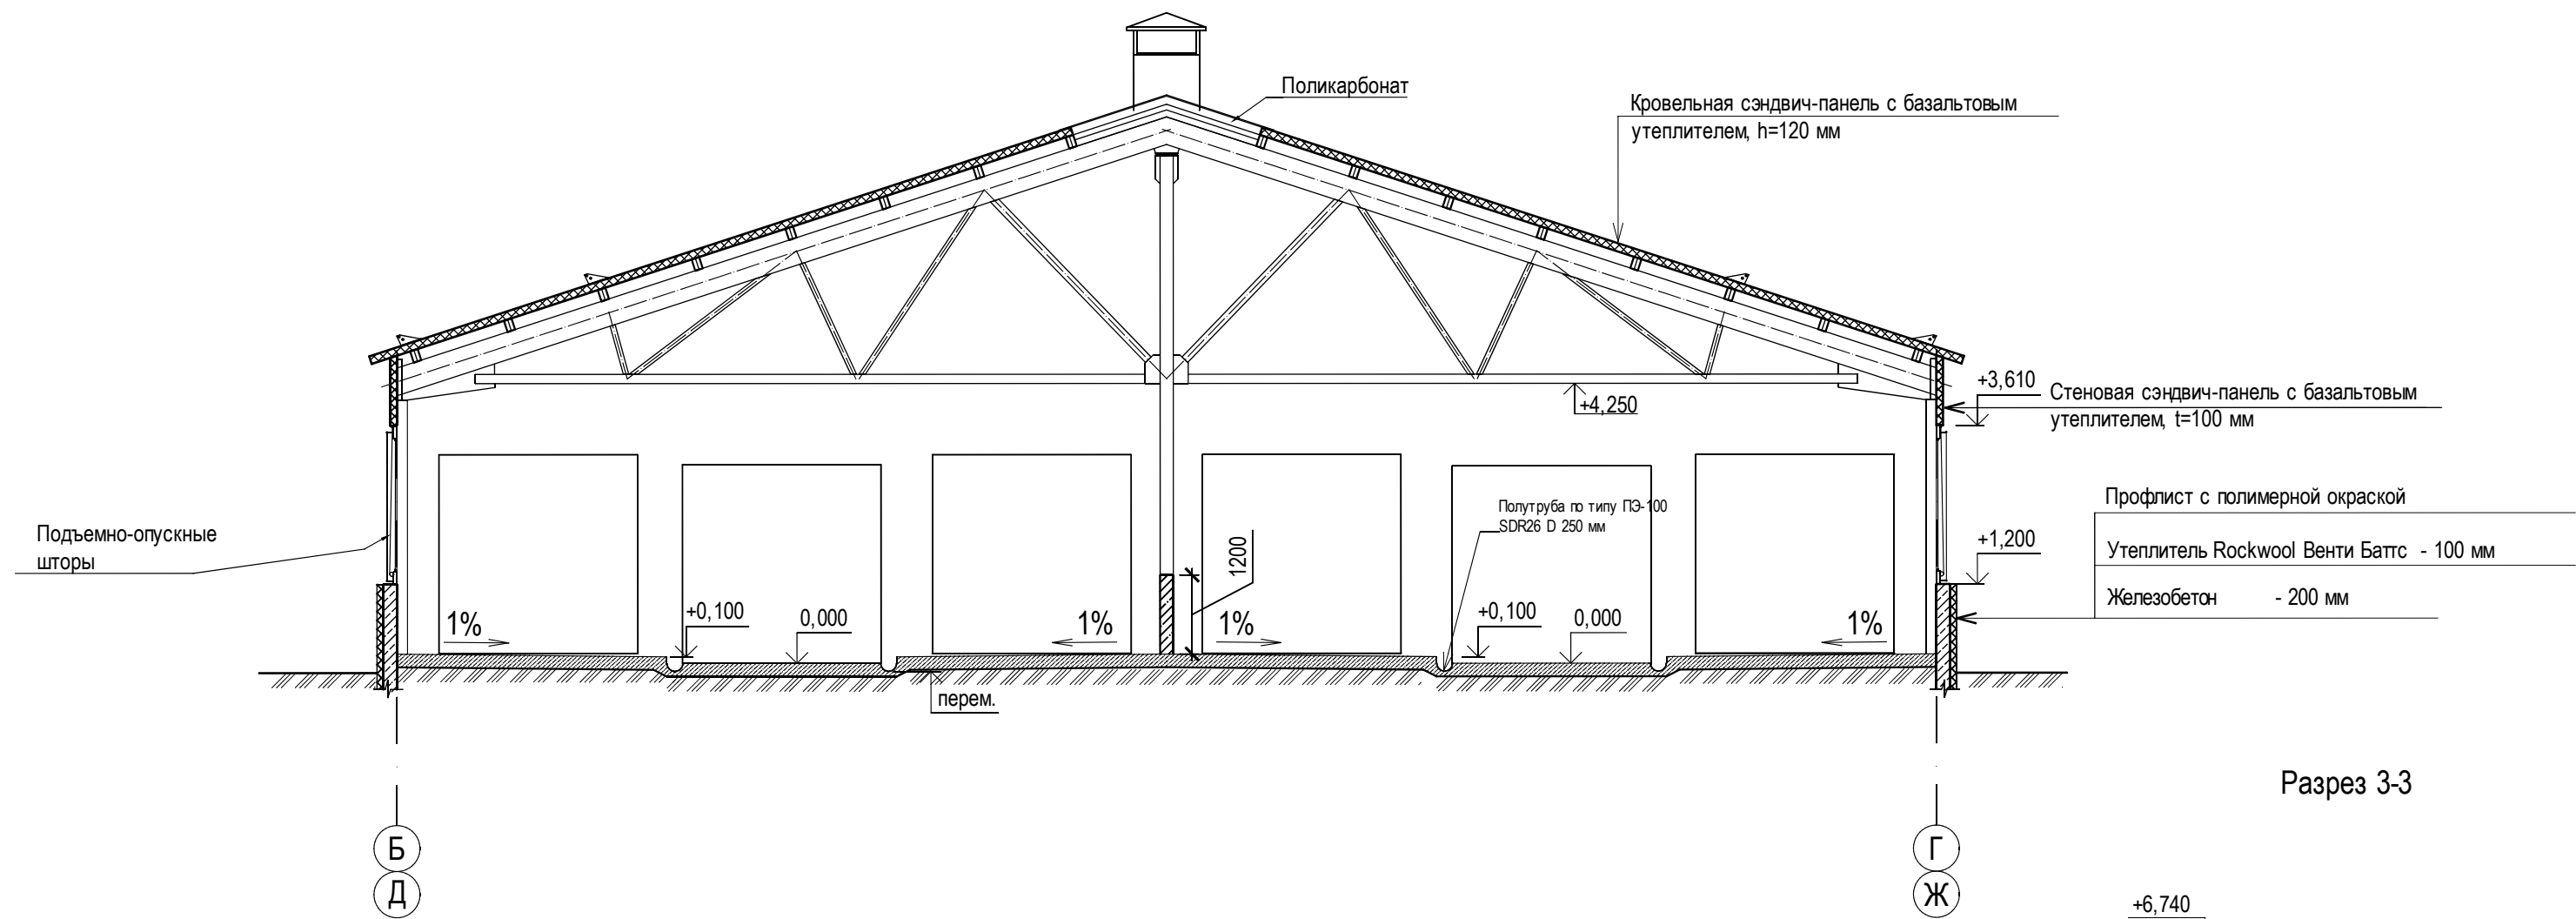 Поликарбонат
Кровельная сэндвич-панель с базальтовым
утеплителем, h=120 мм
+3,610
Стеновая сэндвич-панель с базальтовым
утеплителем, t=100 мм
+4,250
Профлист с полимерной окраской
Утеплитель Rockwool Венти Баттс - 100 мм
Железобетон - 200 мм
+1,200
Подъемно-опускные
шторы
Полутруба по типу ПЭ-100
SDR26 D 250 мм
1200
1%
+0,100
0,000
1%
1%
+0,100
0,000
1%
перем.
Разрез 3-3
Б
Д
Г
Ж
+6,740